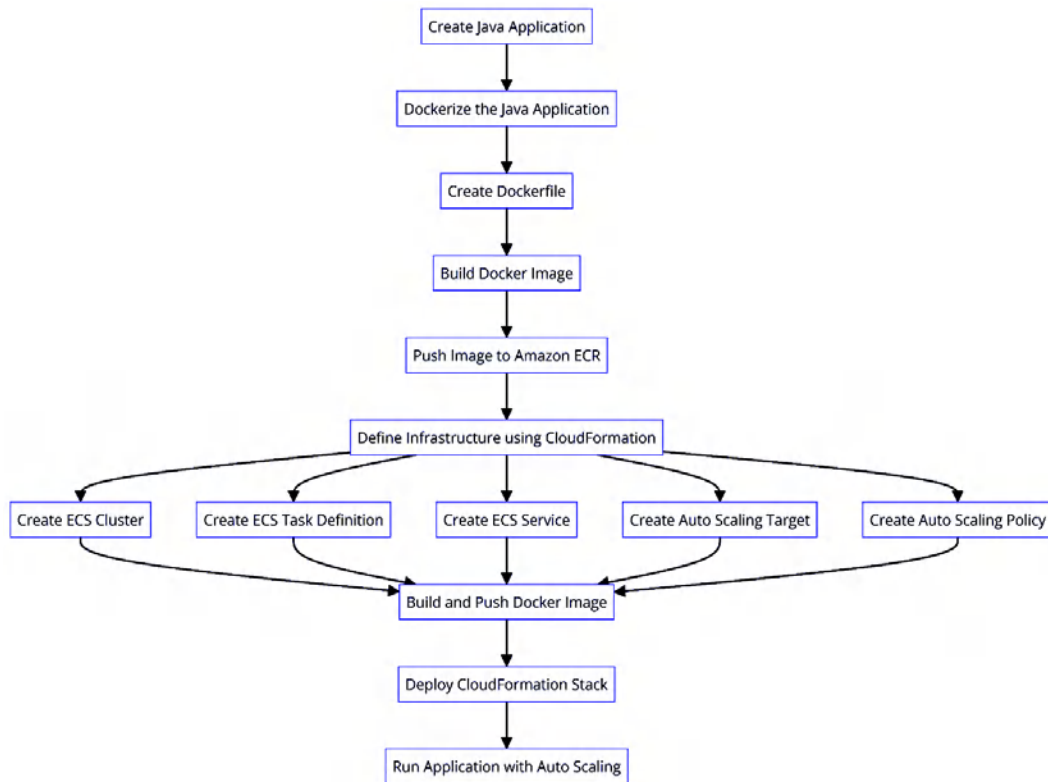 Create Java Application
Dockerize the Java Application
Create Dockerfile
Build Docker Image
Push Image to Amazon ECR
Define Infrastructure using CloudFormation
Create ECS Cluster
Create ECS Task Definition
Create ECS Service
Create Auto Scaling Target
Create Auto Scaling Policy
Build and Push Docker Image
Deploy CloudFormation Stack
Run Application with Auto Scaling